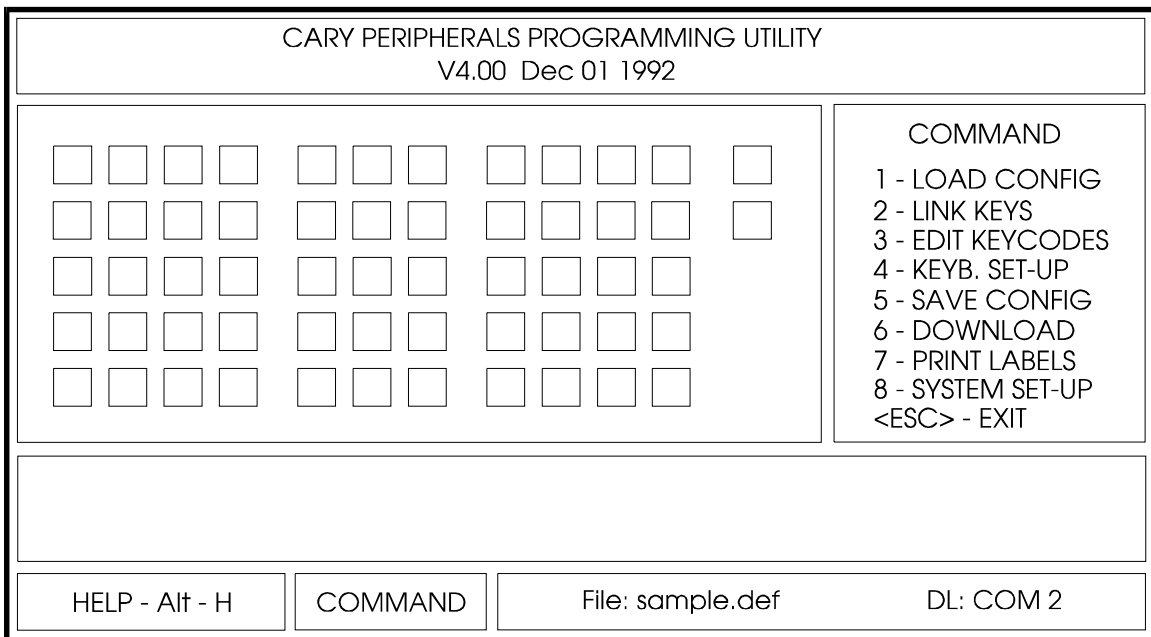 CARY PERIPHERALS PROGRAMMING UTILITY
V4.00 Dec 01 1992
COMMAND
1 - LOAD CONFIG
2 - LINK KEYS
3 - EDIT KEYCODES
4 - KEYB. SET-UP
5 - SAVE CONFIG
6 - DOWNLOAD
7 - PRINT LABELS
8 - SYSTEM SET-UP
<ESC> - EXIT
HELP - Alt - H
COMMAND
File: sample.def
DL: COM 2